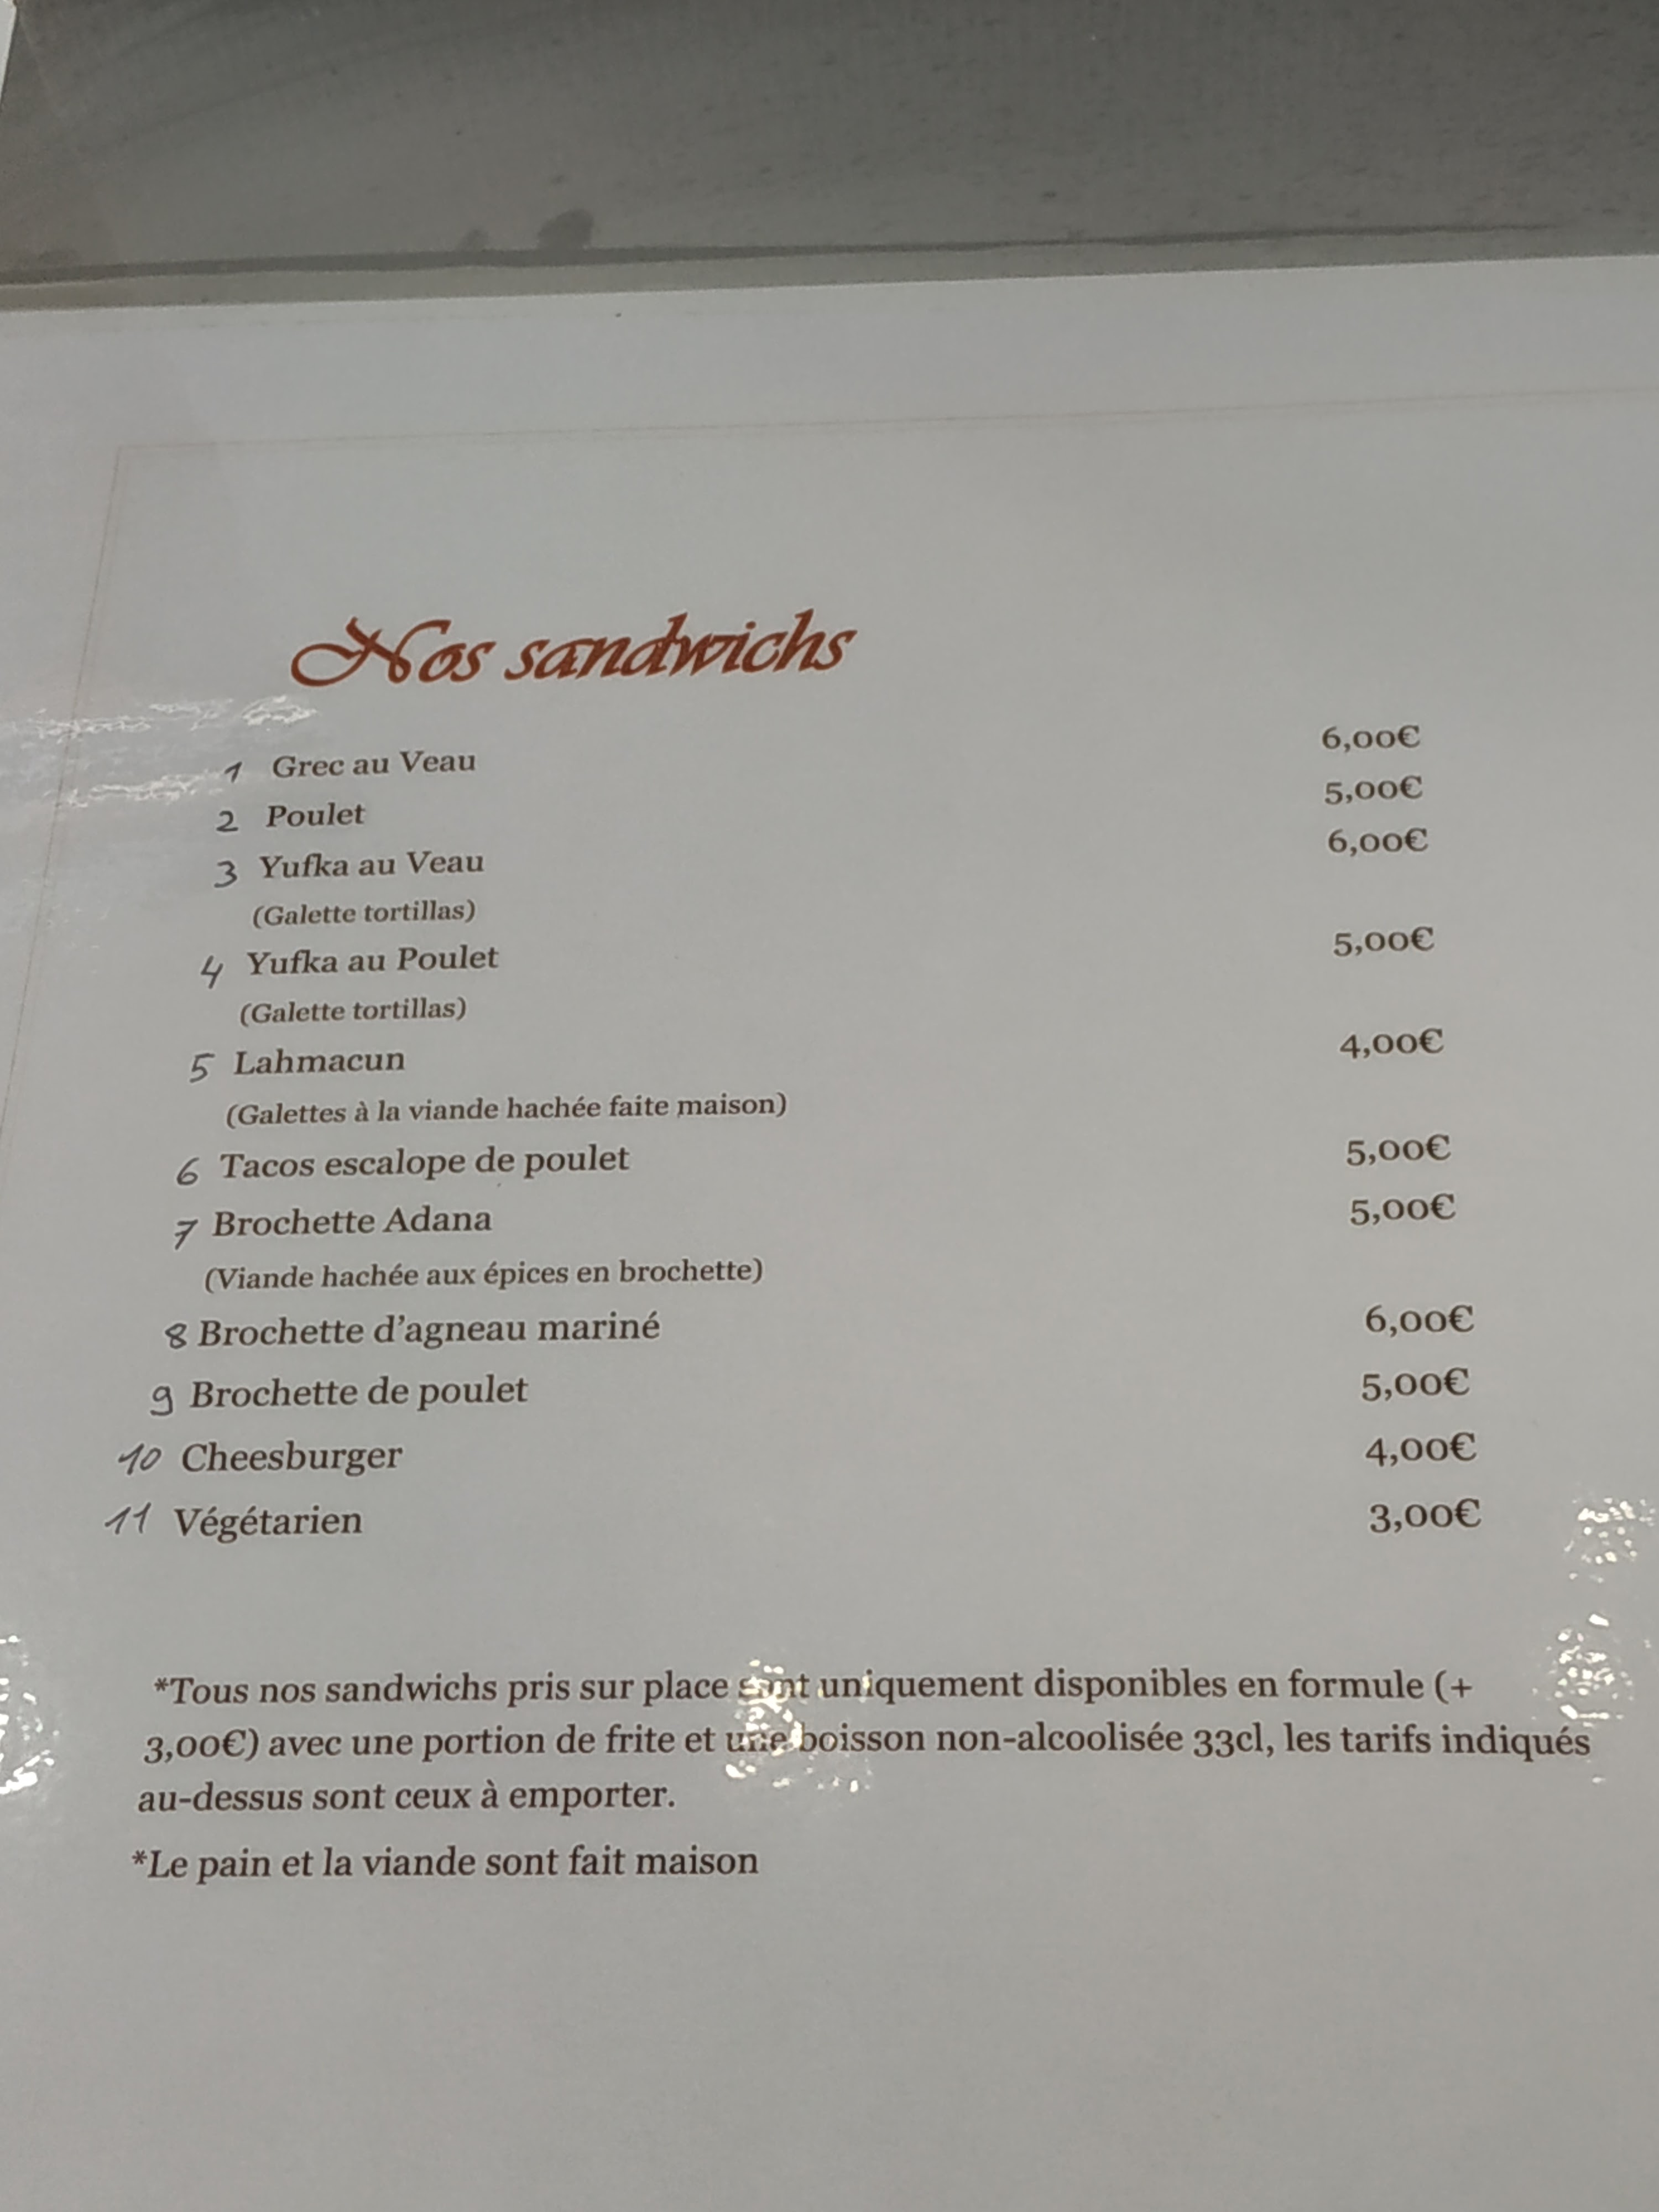 Nos sandwichs
1 Grec au Veau 6,00€
2 Poulet 5,00€
3 Yufka au Veau 6,00€
(Galette tortillas)
4 Yufka au Poulet 5,00€
(Galette tortillas)
5 Lahmacun 4,00€
(Galettes à la viande hachée faite maison)
6 Tacos escalope de poulet 5,00€
7 Brochette Adana 5,00€
(Viande hachée aux épices en brochette)
8 Brochette d'agneau mariné 6,00€
9 Brochette de poulet 5,00€
10 Cheesburger 4,00€
11 Végétarien 3,00€
*Tous nos sandwichs pris sur place sont uniquement disponibles en formule (+
3,00€) avec une portion de frite et une boisson non-alcoolisée 33cl, les tarifs indiqués
au-dessus sont ceux à emporter.
*Le pain et la viande sont fait maison